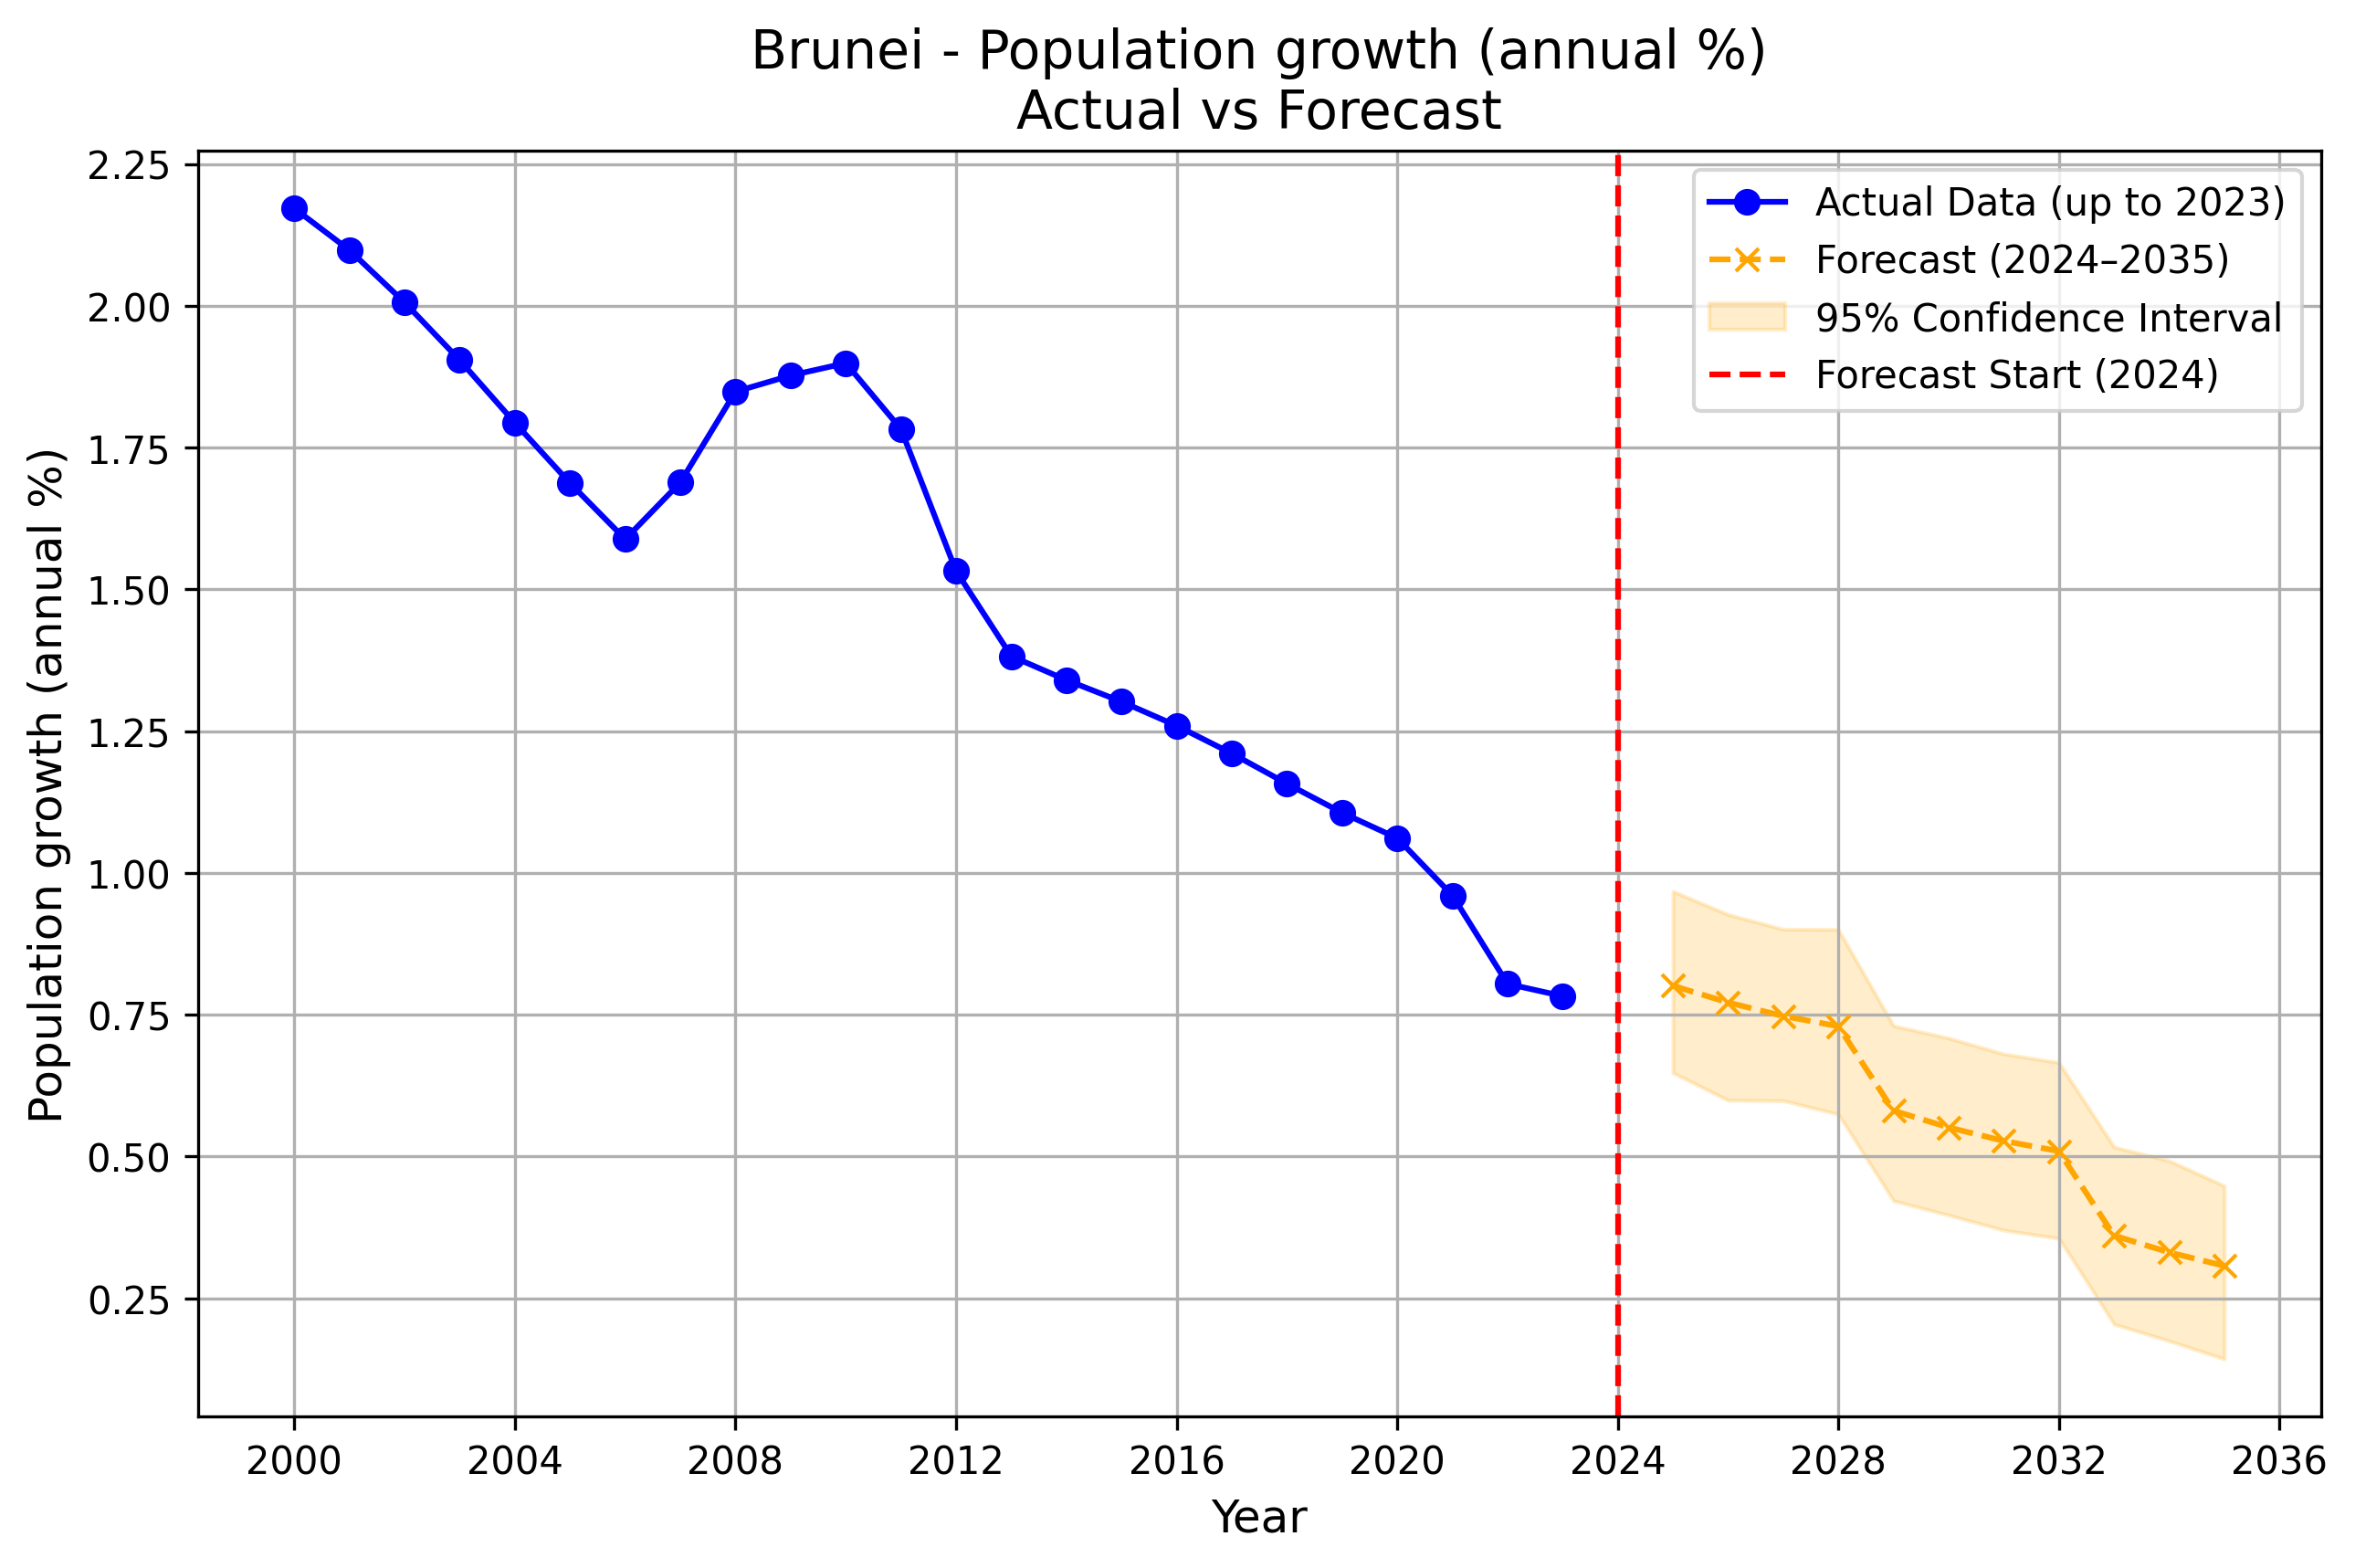 Brunei - Population growth (annual %)
Actual vs Forecast
Population growth (annual %)
2.25
2.00
1.75
1.50
1.25
1.00
0.75
0.50
0.25
Actual Data (up to 2023)
Forecast (2024–2035)
95% Confidence Interval
Forecast Start (2024)
2000 2004 2008 2012 2016 2020 2024 2028 2032 2036
Year